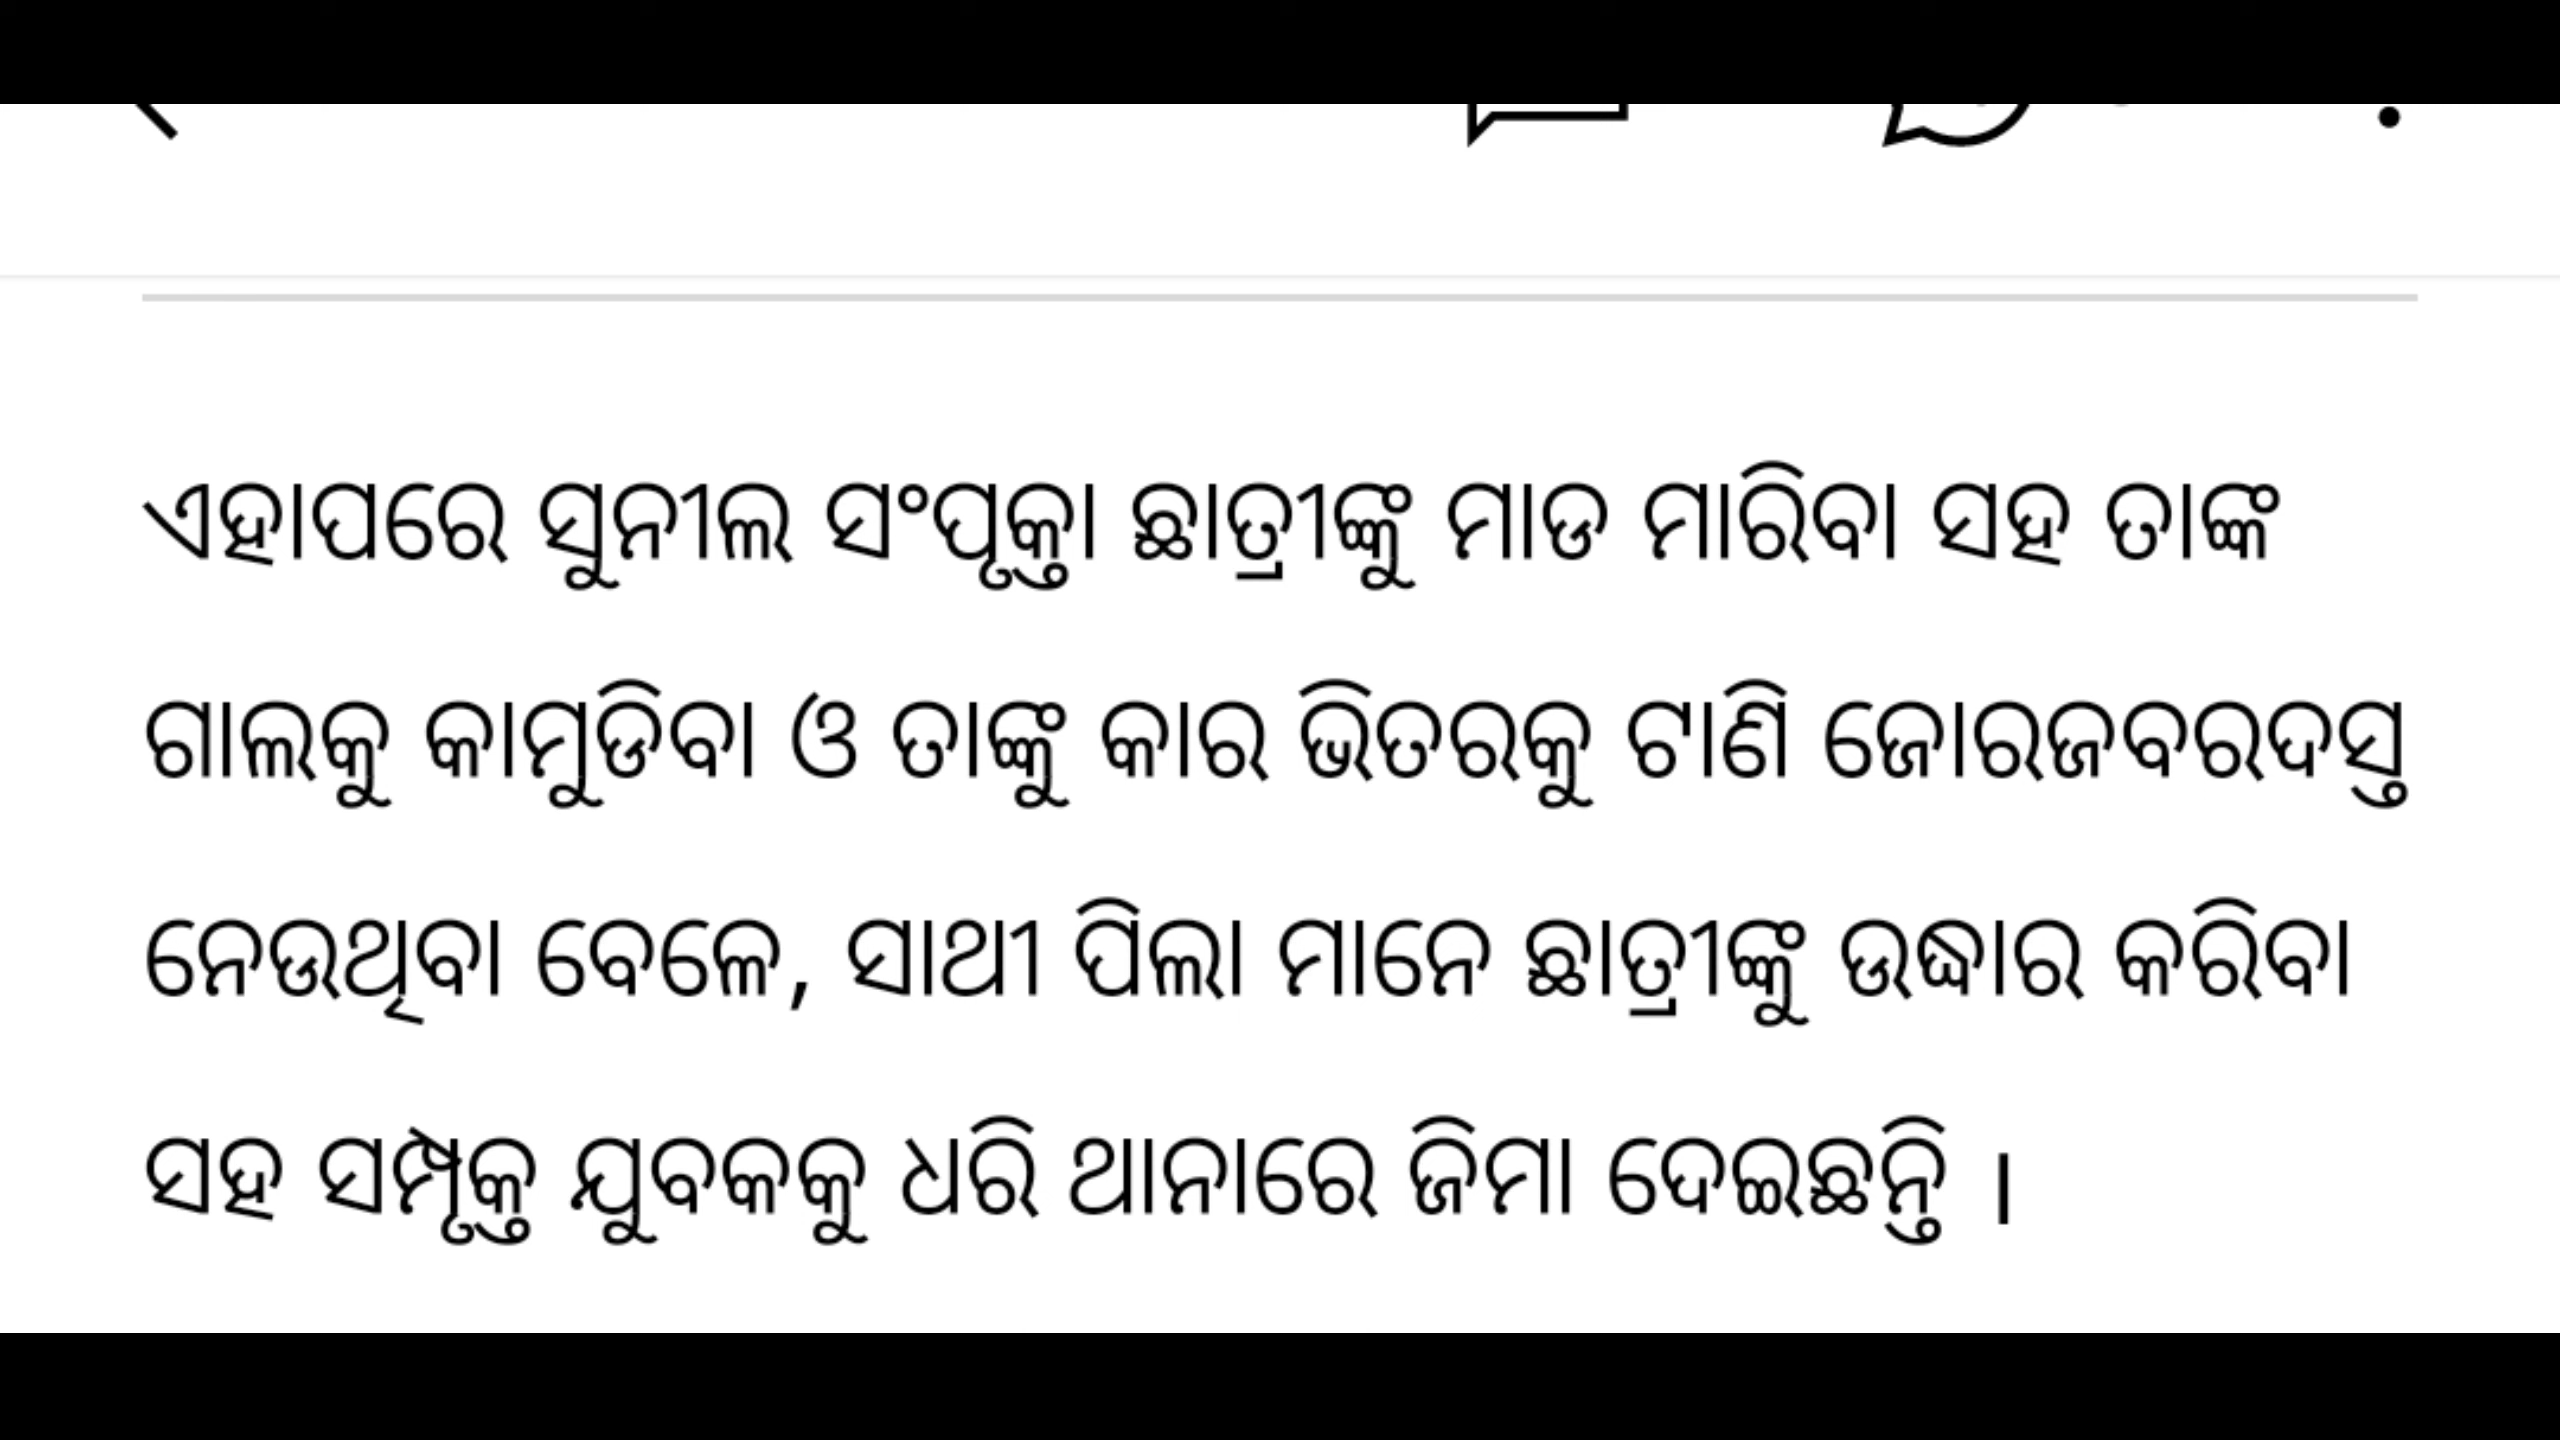 ଏହାପରେ ସୁନୀଲ ସଂପୃକ୍ତା ଛାତ୍ରୀଙ୍କୁ ମାଡ ମାରିବା ସହ ତାଙ୍କ
ଗାଲକୁ କାମୁଡିବା ଓ ତାଙ୍କୁ କାର ଭିତରକୁ ଟାଣି ଜୋରଜବରଦସ୍ତ
ନେଉଥିବା ବେଳେ, ସାଥୀ ପିଲା ମାନେ ଛାତ୍ରୀଙ୍କୁ ଉଦ୍ଧାର କରିବା
ସହ ସମ୍ପୃକ୍ତ ଯୁବକକୁ ଧରି ଥାନାରେ ଜିମା ଦେଇଛନ୍ତି ।